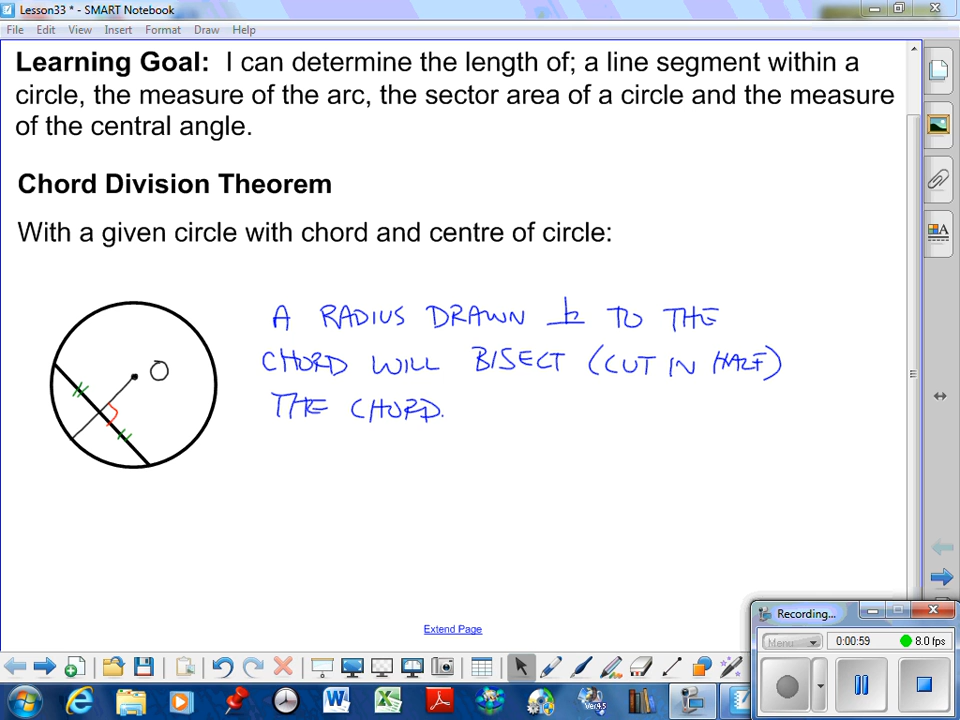 Lesson33 * - SMART Notebook
File Edit View Insert Format Draw Help
Learning Goal: I can determine the length of; a line segment within a
circle, the measure of the arc, the sector area of a circle and the measure
of the central angle.
Chord Division Theorem
With a given circle with chord and centre of circle:
O
A RADIUS DRAWN ⊥ TO THE
CHORD WILL BISECT (CUT IN HALF)
THE CHORD.
Extend Page
Recording...
Menu 0:00:59 8.0 fps